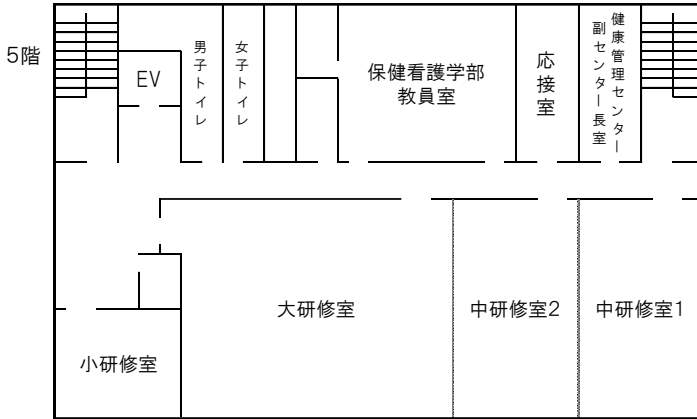 5階
EV
男子トイレ
女子トイレ
保健看護学部
教員室
応接室
健康管理センター
副センター長室
大研修室
中研修室2
中研修室1
小研修室